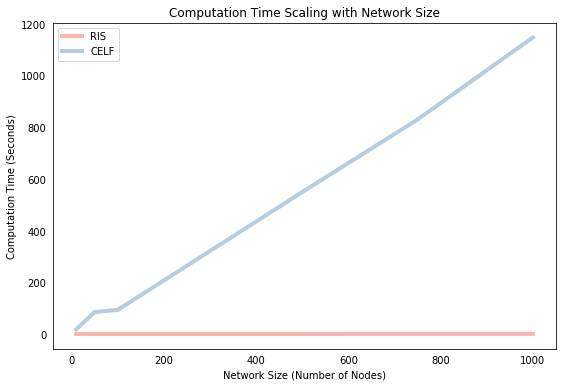 Computation Time Scaling with Network Size
RIS
CELF
Computation Time (Seconds)
1200
1000
800
600
400
200
0
0 200 400 600 800 1000
Network Size (Number of Nodes)